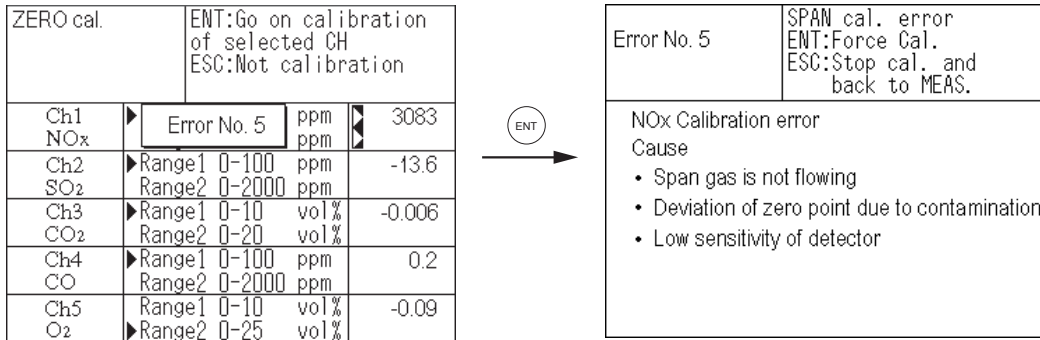 ZERO cal.
ENT:Go on calibration
of selected CH
ESC:Not calibration
Ch1
NOx
Error No. 5
ppm
ppm
3083
Ch2
SO2
Range1 0-100 ppm
Range2 0-2000 ppm
-13.6
Ch3
CO2
Range1 0-10 vol%
Range2 0-20 vol%
-0.006
Ch4
CO
Range1 0-100 ppm
Range2 0-2000 ppm
0.2
Ch5
O2
Range1 0-10 vol%
Range2 0-25 vol%
-0.09
ENT
Error No. 5
SPAN cal. error
ENT:Force Cal.
ESC:Stop cal. and
back to MEAS.
NOx Calibration error
Cause
• Span gas is not flowing
• Deviation of zero point due to contamination
• Low sensitivity of detector